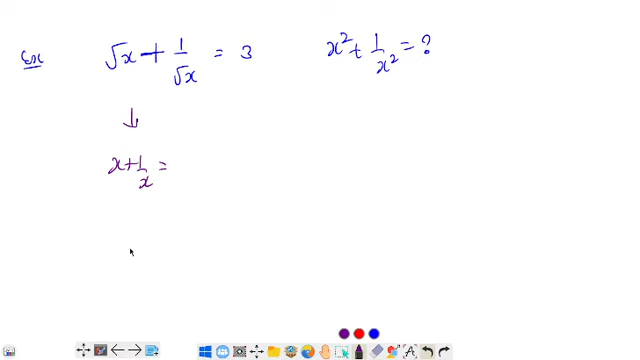 Ex √x + 1/√x = 3 x² + 1/x² = ?
↓
x + 1/x =